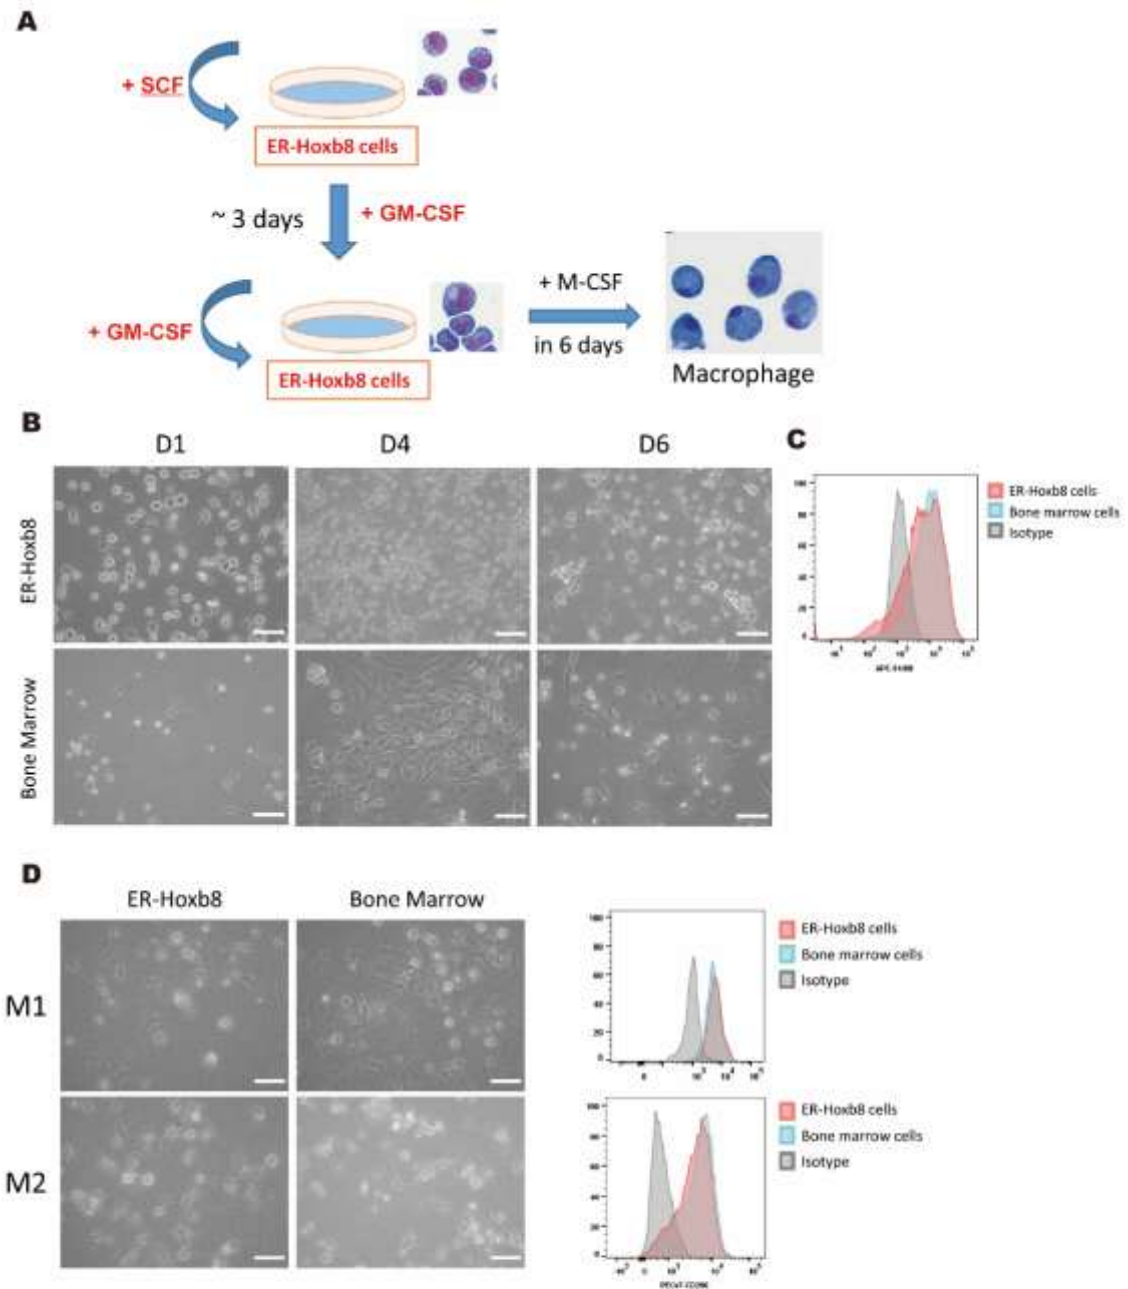 A
+ SCF
ER-Hoxb8 cells
~ 3 days
+ GM-CSF
+ GM-CSF
ER-Hoxb8 cells
+ M-CSF
in 6 days
Macrophage
B
D1 D4 D6
ER-Hoxb8
Bone Marrow
C
ER-Hoxb8 cells
Bone marrow cells
Isotype
D
ER-Hoxb8 Bone Marrow
M1
M2
ER-Hoxb8 cells
Bone marrow cells
Isotype
ER-Hoxb8 cells
Bone marrow cells
Isotype